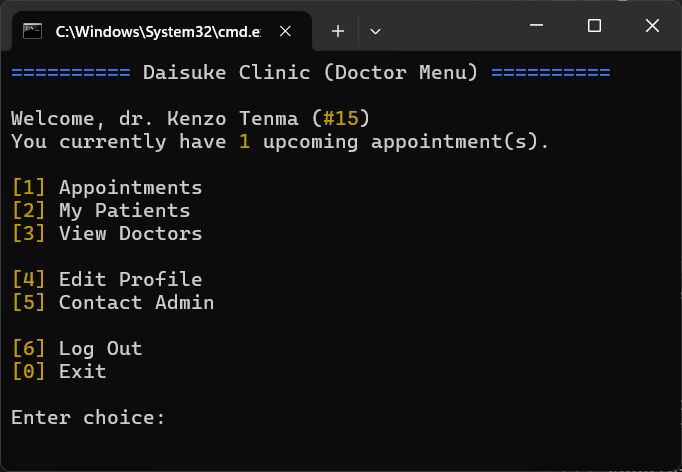 C:\Windows\System32\cmd.e
========== Daisuke Clinic (Doctor Menu) ==========
Welcome, dr. Kenzo Tenma (#15)
You currently have 1 upcoming appointment(s).
[1] Appointments
[2] My Patients
[3] View Doctors
[4] Edit Profile
[5] Contact Admin
[6] Log Out
[0] Exit
Enter choice: